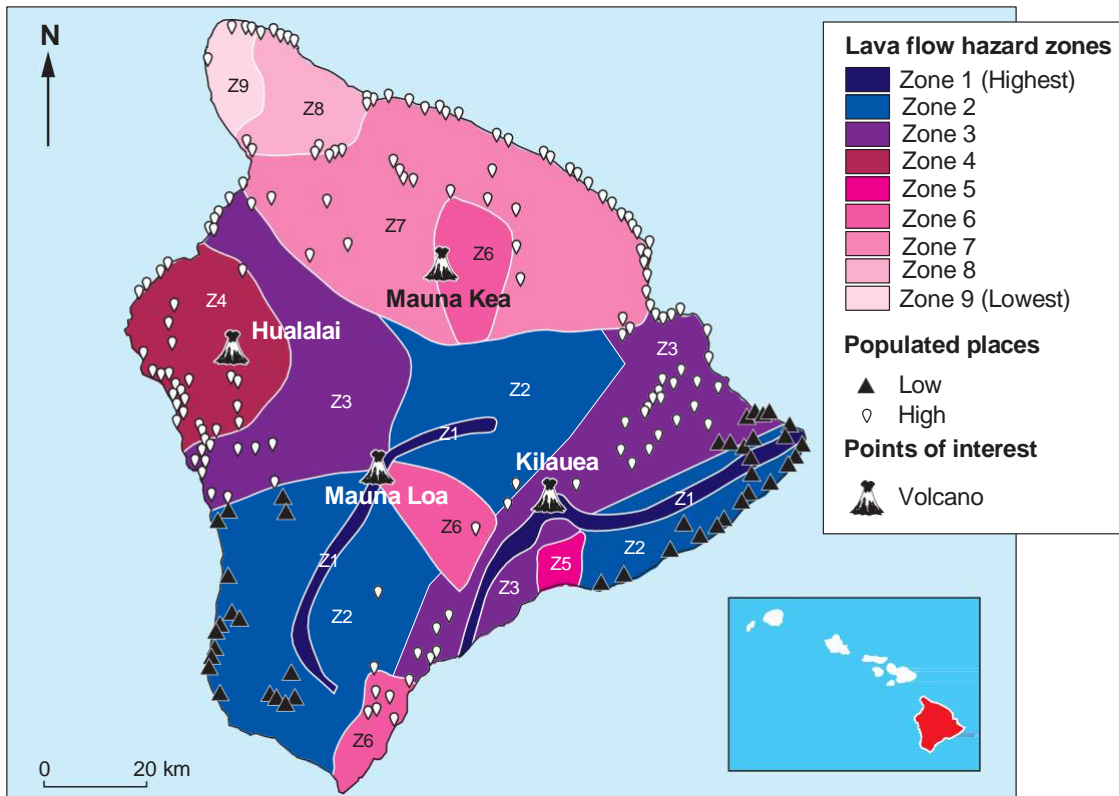 N
Z9
Z8
Z7
Z6
Mauna Kea
Z4
Hualalai
Z3
Z3
Z2
Z1
Kilauea
Mauna Loa
Z1
Z6
Z1
Z2
Z5
Z3
Z2
Z6
0 20 km
Lava flow hazard zones
Zone 1 (Highest)
Zone 2
Zone 3
Zone 4
Zone 5
Zone 6
Zone 7
Zone 8
Zone 9 (Lowest)
Populated places
Low
High
Points of interest
Volcano